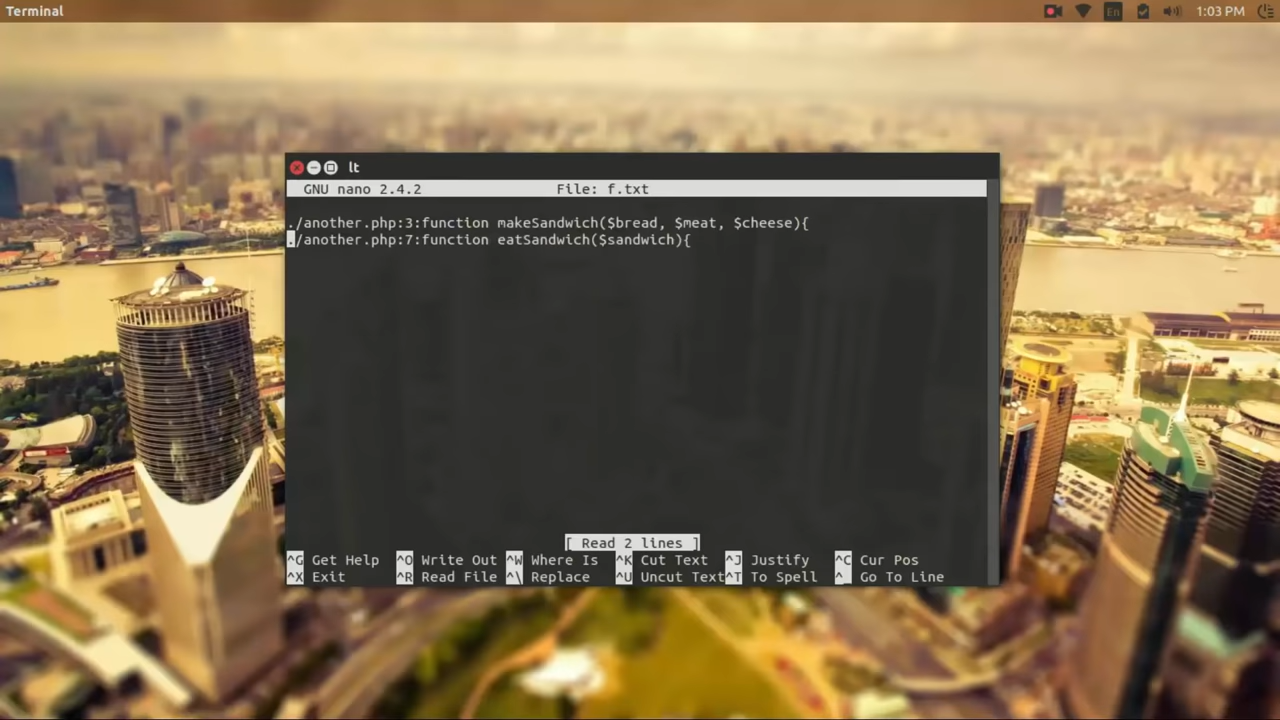 Terminal
En
1:03 PM
lt
GNU nano 2.4.2 File: f.txt
./another.php:3:function makeSandwich($bread, $meat, $cheese){
./another.php:7:function eatSandwich($sandwich){
[ Read 2 lines ]
^G Get Help ^O Write Out ^W Where Is ^K Cut Text ^J Justify ^C Cur Pos
^X Exit ^R Read File ^\ Replace ^U Uncut Text ^T To Spell ^_ Go To Line